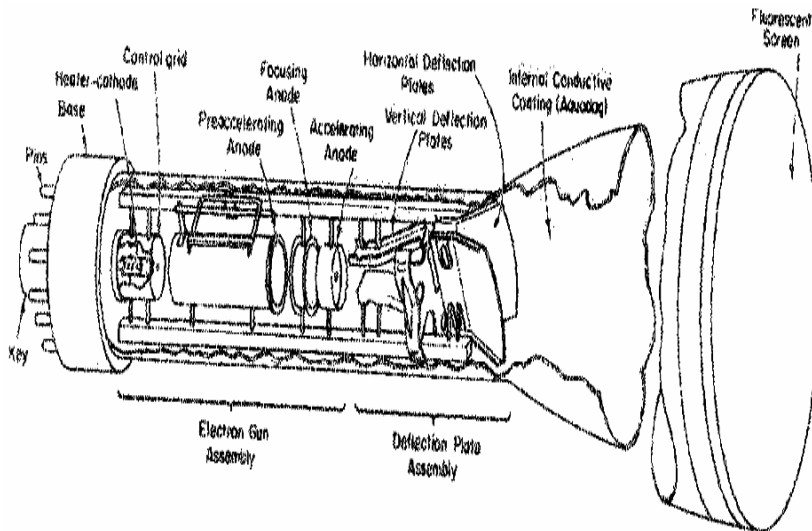 Fluorescent
Screen
Control grid
Heater-cathode
Base
Pins
Focusing
Anode
Preaccelerating
Anode
Accelerating
Anode
Horizontal Deflection
Plates
Vertical Deflection
Plates
Internal Conductive
Coating (Aquadag)
Key
Electron Gun
Assembly
Deflection Plate
Assembly